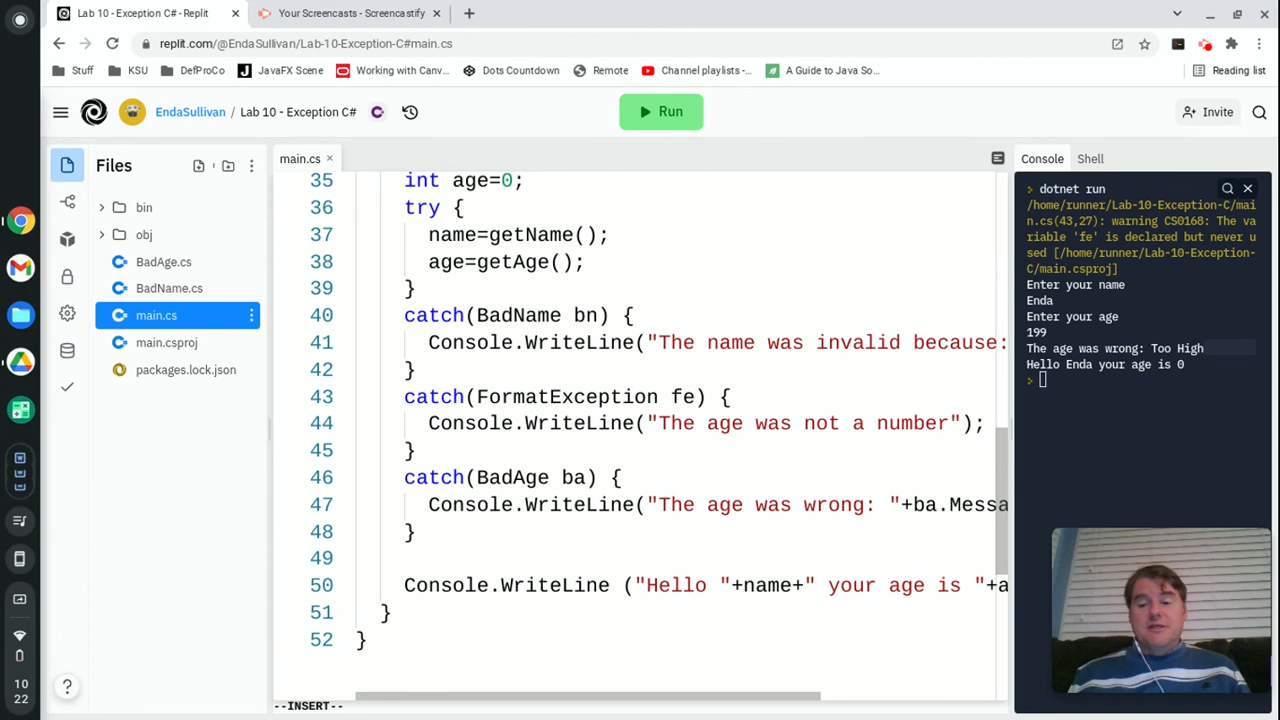 Lab 10 - Exception C# - Replit
Your Screencasts - Screencastify
replit.com/@EndaSullivan/Lab-10-Exception-C#main.cs
Stuff
KSU
DefProCo
JavaFX Scene
Working with Canv...
Dots Countdown
Remote
Channel playlists -...
A Guide to Java So...
Reading list
EndaSullivan / Lab 10 - Exception C#
Run
Invite
Files
bin
obj
BadAge.cs
BadName.cs
main.cs
main.csproj
packages.lock.json
main.cs
35 int age=0;
36 try {
37 name=getName();
38 age=getAge();
39 }
40 catch(BadName bn) {
41 Console.WriteLine("The name was invalid because:
42 }
43 catch(FormatException fe) {
44 Console.WriteLine("The age was not a number");
45 }
46 catch(BadAge ba) {
47 Console.WriteLine("The age was wrong: "+ba.Messa
48 }
49
50 Console.WriteLine ("Hello "+name+" your age is "+a
51 }
52 }
--INSERT--
Console
Shell
dotnet run
/home/runner/Lab-10-Exception-C/mai
n.cs(43,27): warning CS0168: The va
riable 'fe' is declared but never u
sed [/home/runner/Lab-10-Exception-
C/main.csproj]
Enter your name
Enda
Enter your age
199
The age was wrong: Too High
Hello Enda your age is 0
10
22